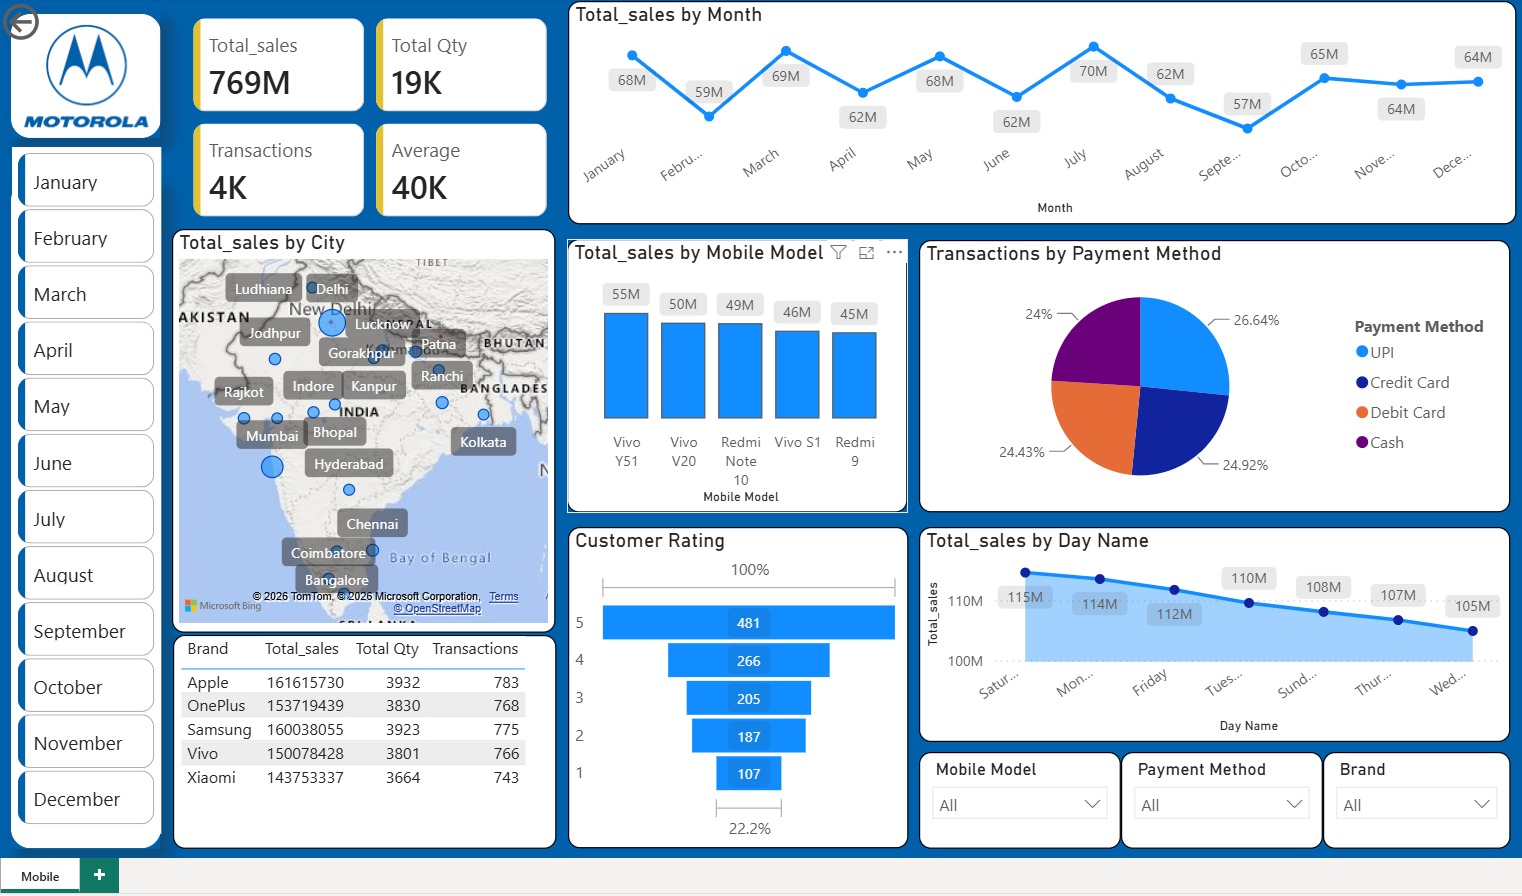 MOTOROLA
January
February
March
April
May
June
July
August
September
October
November
December
Total_sales
769M
Total Qty
19K
Transactions
4K
Average
40K
Total_sales by Month
68M
59M
69M
62M
68M
62M
70M
62M
57M
65M
64M
64M
January
Febru...
March
April
May
June
July
August
Septe...
Octo...
Nove...
Dece...
Month
Total_sales by City
TIBET
Ludhiana
Delhi
New Delhi
AKISTAN
Jodhpur
Lucknow
Gorakhpur
Patna
BHUTAN
Rajkot
Indore
Kanpur
Ranchi
BANGLADES
INDIA
Mumbai
Bhopal
Kolkata
Hyderabad
Chennai
Coimbatore
Bay of Bengal
Bangalore
Microsoft Bing
© 2026 TomTom, © 2026 Microsoft Corporation, Terms
© OpenStreetMap
SRI LANKA
Brand Total_sales Total Qty Transactions
Apple 161615730 3932 783
OnePlus 153719439 3830 768
Samsung 160038055 3923 775
Vivo 150078428 3801 766
Xiaomi 143753337 3664 743
Total_sales by Mobile Model
55M
50M
49M
46M
45M
Vivo Y51
Vivo V20
Redmi Note 10
Vivo S1
Redmi 9
Mobile Model
Transactions by Payment Method
24%
26.64%
24.43%
24.92%
Payment Method
UPI
Credit Card
Debit Card
Cash
Customer Rating
100%
5 481
4 266
3 205
2 187
1 107
22.2%
Total_sales by Day Name
Total_sales
110M
100M
115M
114M
112M
110M
108M
107M
105M
Satur...
Mon...
Friday
Tues...
Sund...
Thur...
Wed...
Day Name
Mobile Model
All
Payment Method
All
Brand
All
Mobile
+